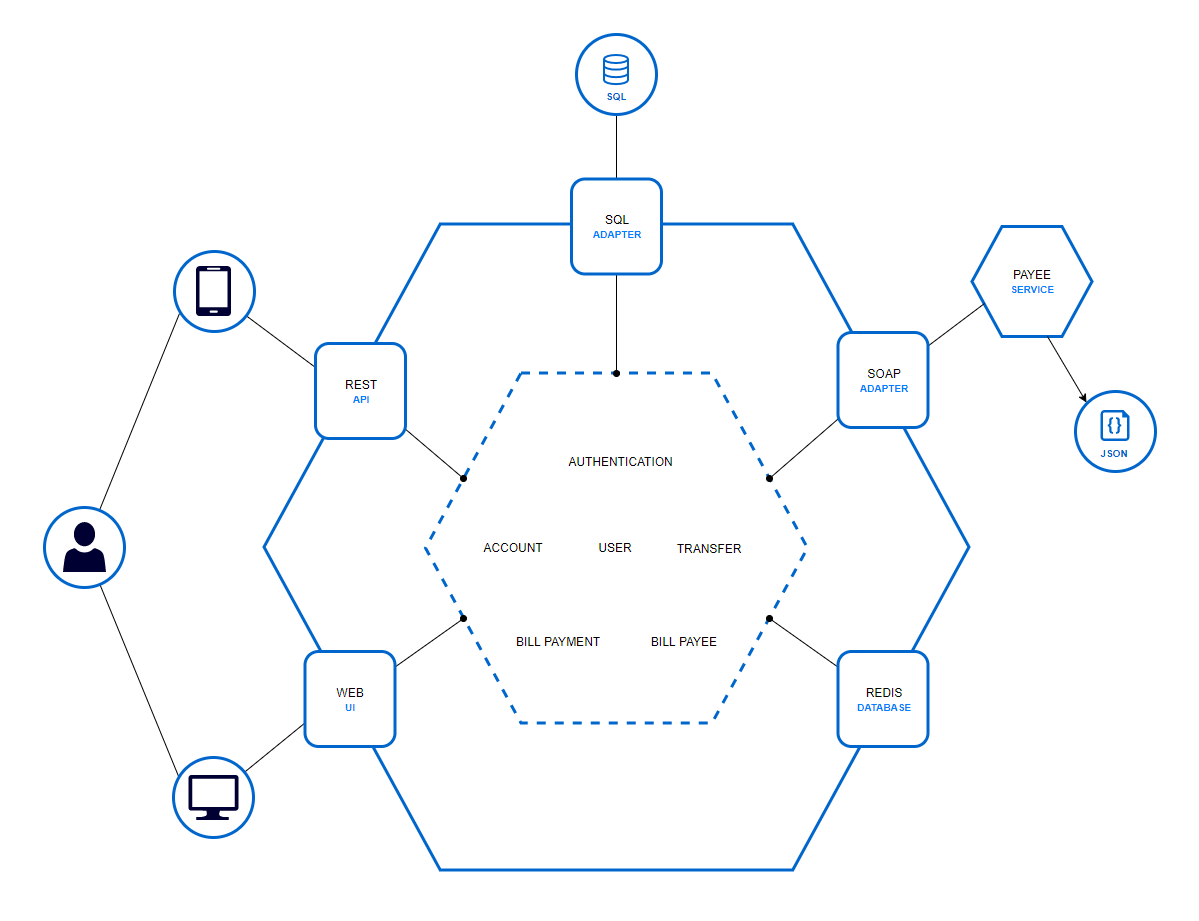 SQL
SQL
ADAPTER
PAYEE
SERVICE
REST
API
SOAP
ADAPTER
{}
JSON
AUTHENTICATION
ACCOUNT
USER
TRANSFER
BILL PAYMENT
BILL PAYEE
WEB
UI
REDIS
DATABASE